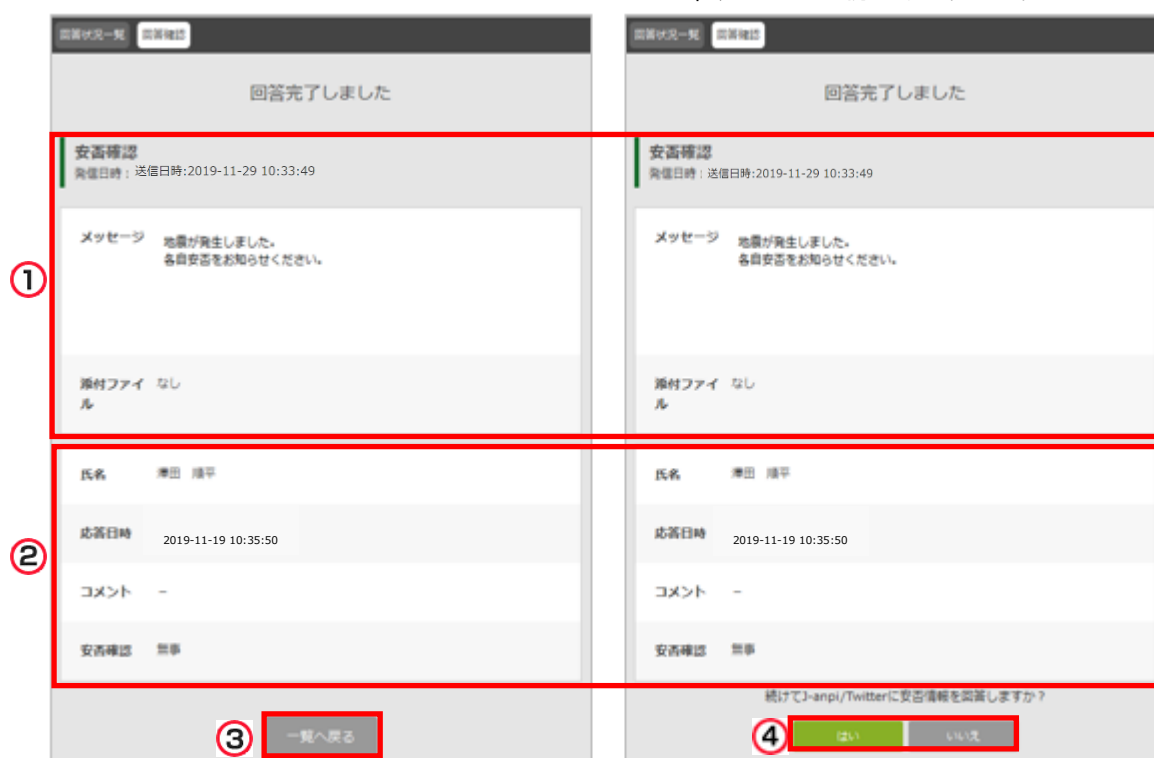 回答状況一覧 回答確認
回答完了しました
安否確認
発信日時：送信日時:2019-11-29 10:33:49
メッセージ 地震が発生しました。
各自安否をお知らせください。
添付ファイル なし
①
氏名 澤田 順平
応答日時 2019-11-19 10:35:50
コメント －
安否確認 無事
②
③ 一覧へ戻る
回答状況一覧 回答確認
回答完了しました
安否確認
発信日時：送信日時:2019-11-29 10:33:49
メッセージ 地震が発生しました。
各自安否をお知らせください。
添付ファイル なし
氏名 澤田 順平
応答日時 2019-11-19 10:35:50
コメント －
安否確認 無事
続けてJ-anpi/Twitterに安否情報を回答しますか？
④ はい いいえ